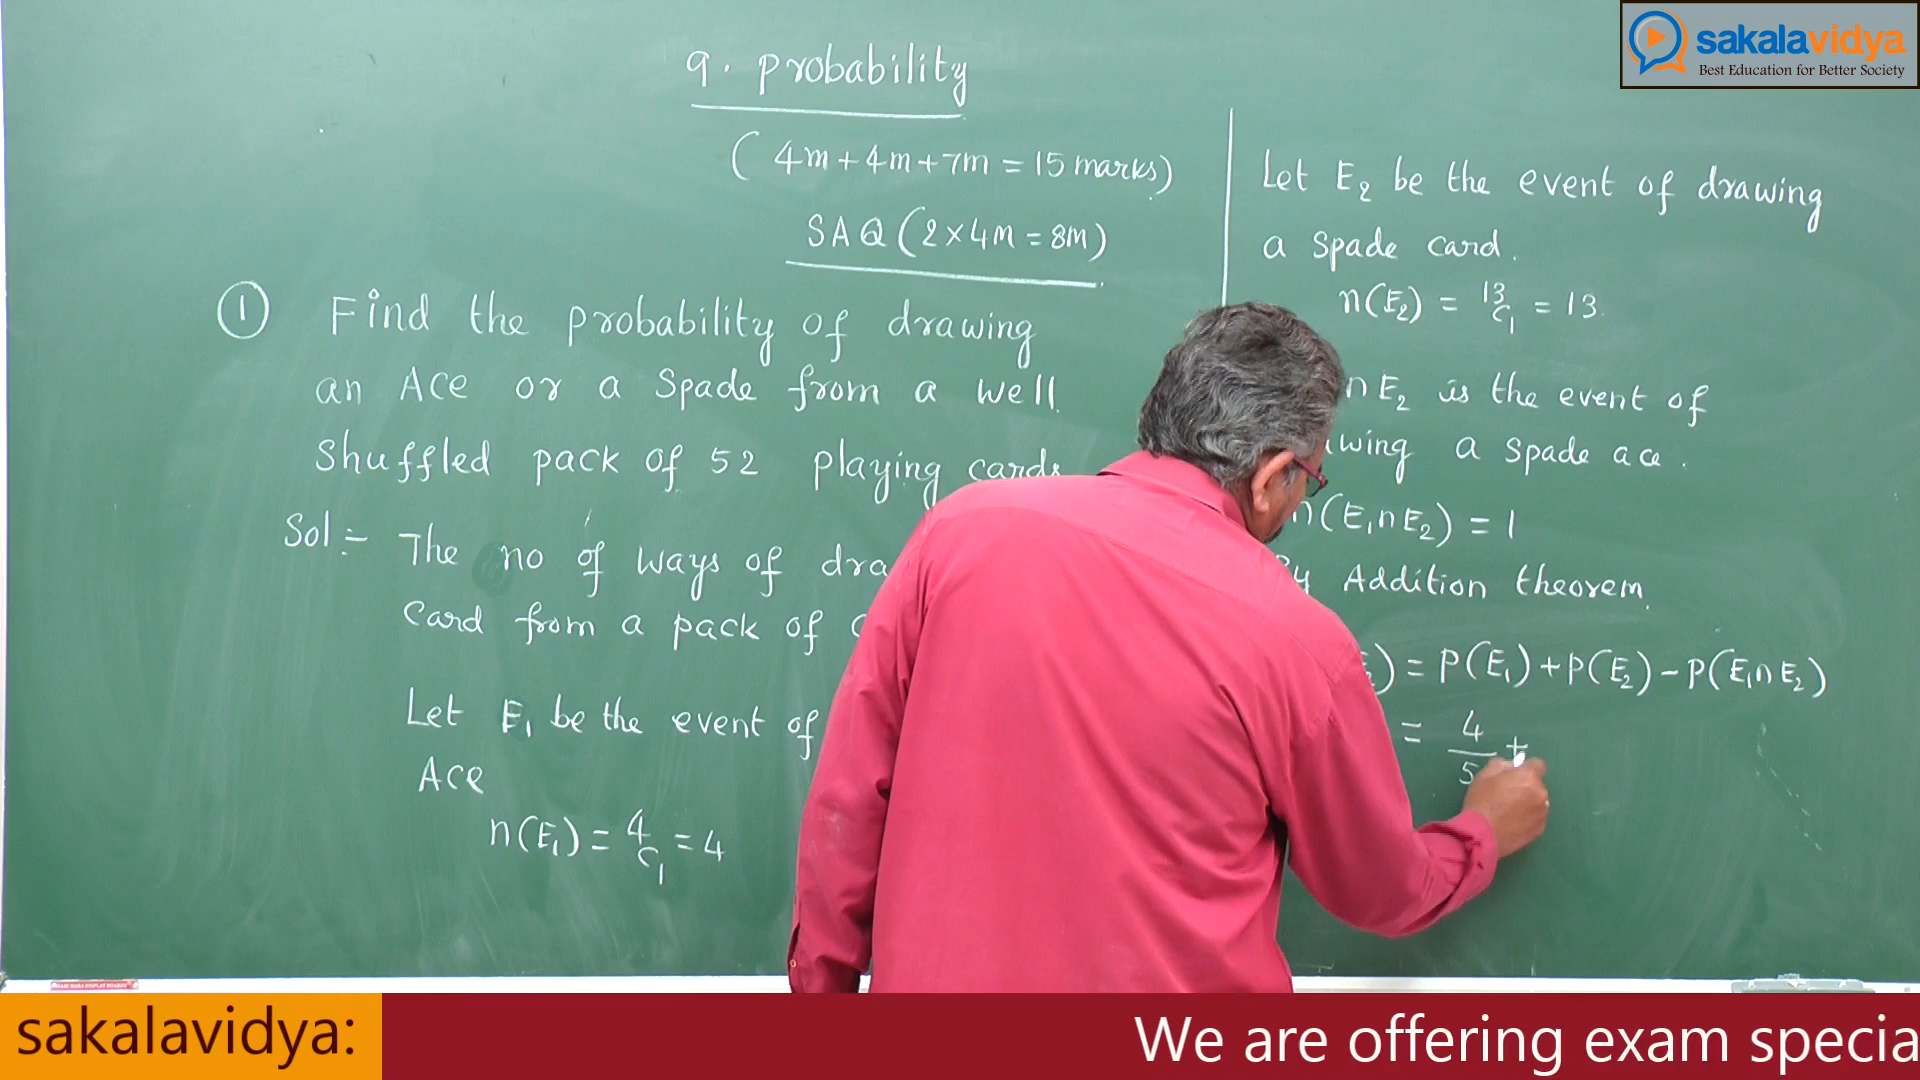 9. probability
(4m+4m+7m=15marks)
SAQ(2×4m=8m)
① Find the probability of drawing
an Ace or a Spade from a well
shuffled pack of 52 playing cards
Sol:- The no of ways of
card from a pack of
Let E₁ be the event of
Ace
n(E₁) = 4C₁ = 4
Let E₂ be the event of drawing
a Spade card.
n(E₂) = 13C₁ = 13.
∩E₂ is the event of
a spade ace.
n(E₁∩E₂) = 1
By Addition theorem.
) = P(E₁)+P(E₂)-P(E₁∩E₂)
= 4/5 +
sakalavidya
Best Education for Better Society
sakalavidya:
We are offering exam specia